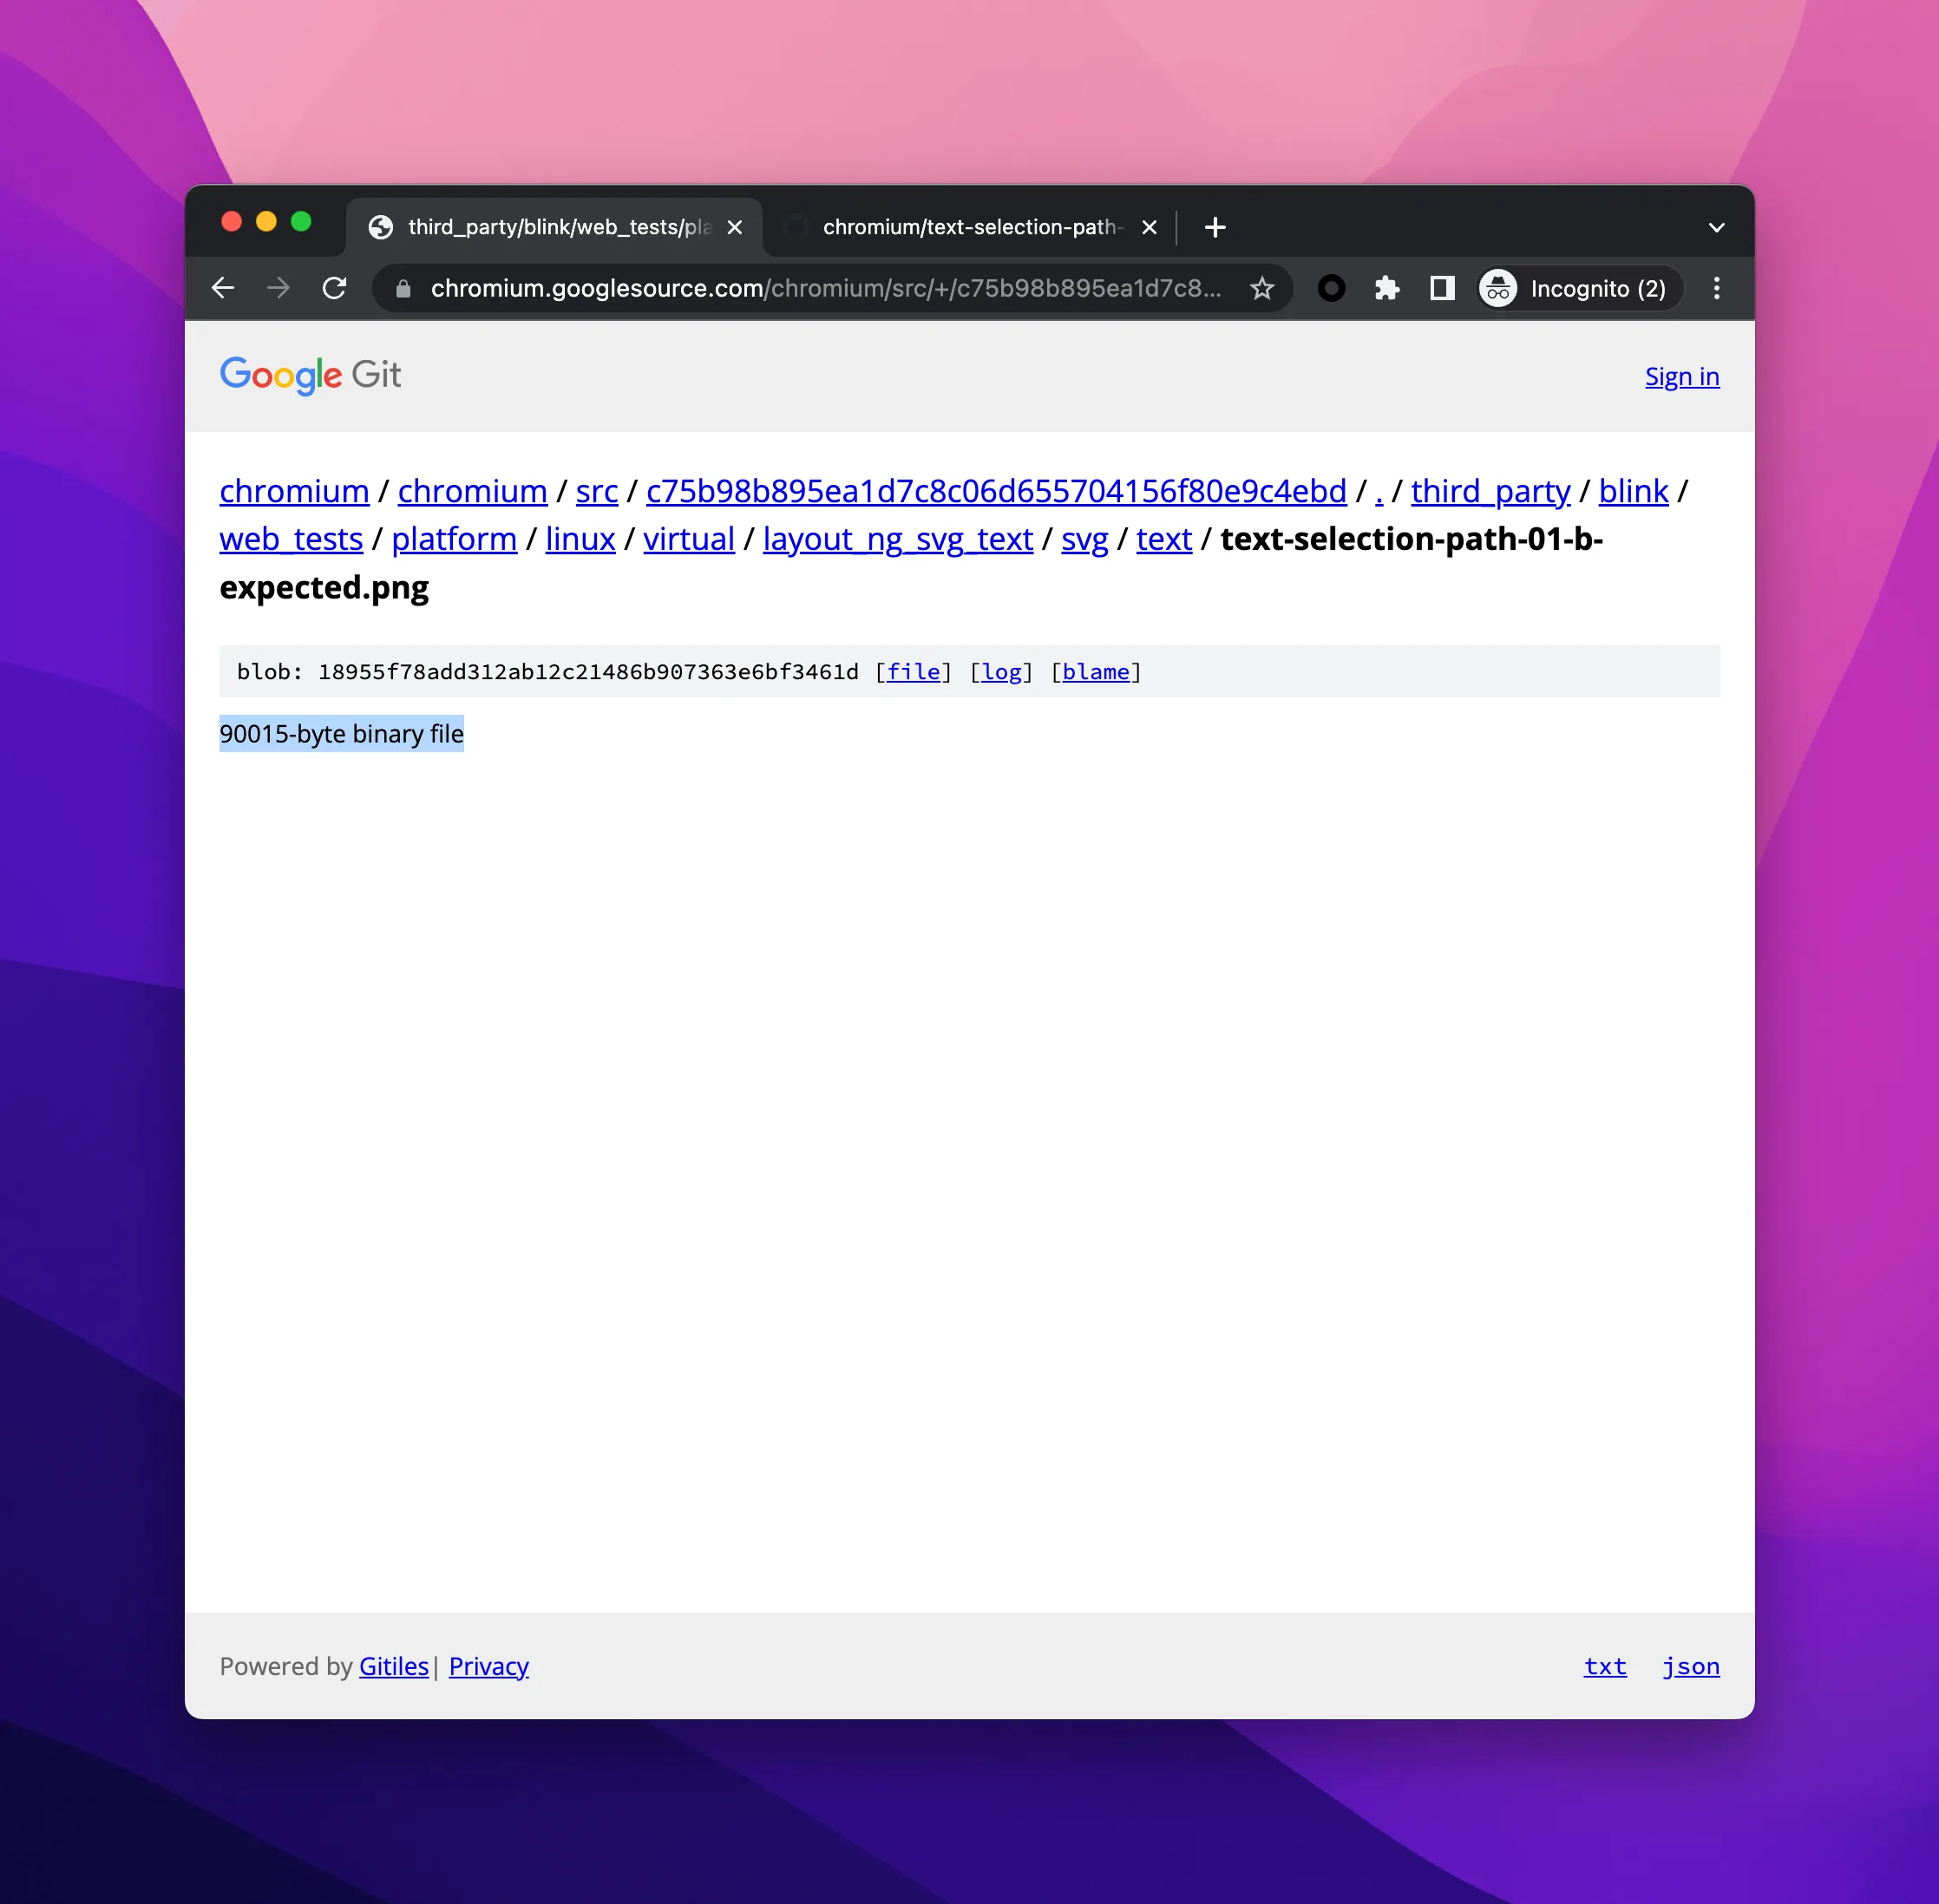 third_party/blink/web_tests/pla
chromium/text-selection-path-
chromium.googlesource.com/chromium/src/+/c75b98b895ea1d7c8...
Incognito (2)
Google Git
Sign in
chromium / chromium / src / c75b98b895ea1d7c8c06d655704156f80e9c4ebd / . / third_party / blink /
web_tests / platform / linux / virtual / layout_ng_svg_text / svg / text / text-selection-path-01-b-
expected.png
blob: 18955f78add312ab12c21486b907363e6bf3461d [file] [log] [blame]
90015-byte binary file
Powered by Gitiles| Privacy
txt json